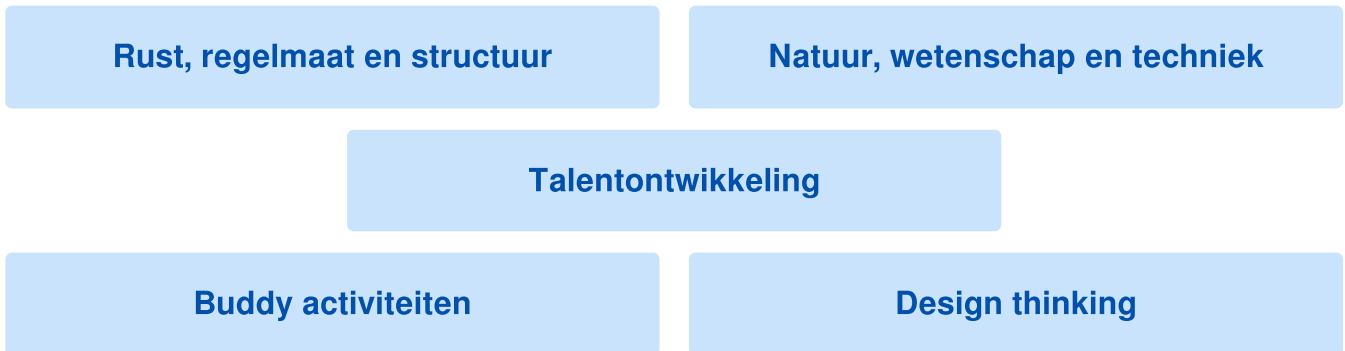 Rust, regelmaat en structuur
Natuur, wetenschap en techniek
Talentontwikkeling
Buddy activiteiten
Design thinking